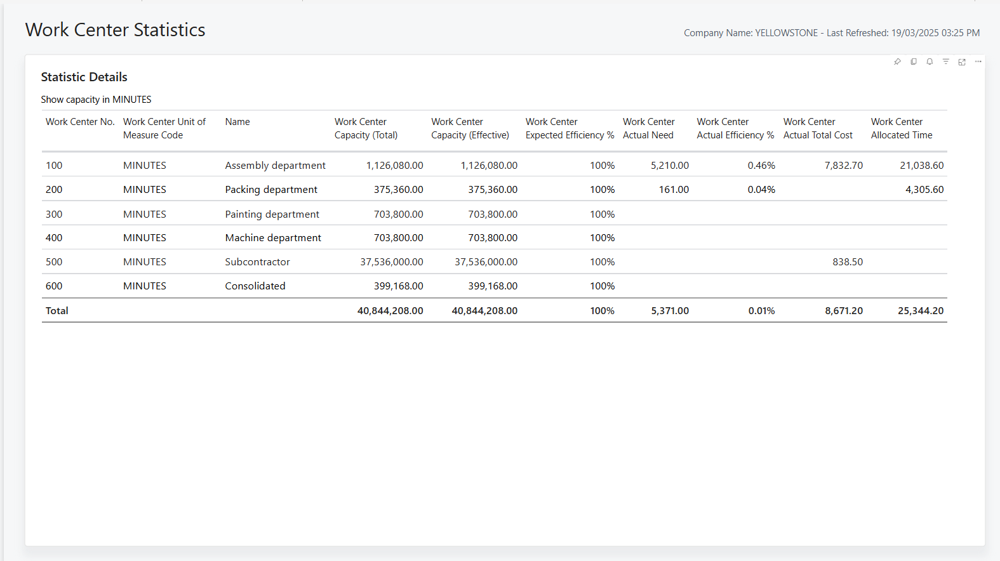 Work Center Statistics
Company Name: YELLOWSTONE - Last Refreshed: 19/03/2025 03:25 PM
Statistic Details
Show capacity in MINUTES
Work Center No. Work Center Unit of Name Work Center Work Center Work Center Work Center Work Center Work Center Work Center
Measure Code Capacity (Total) Capacity (Effective) Expected Efficiency % Actual Need Actual Efficiency % Actual Total Cost Allocated Time
100 MINUTES Assembly department 1,126,080.00 1,126,080.00 100% 5,210.00 0.46% 7,832.70 21,038.60
200 MINUTES Packing department 375,360.00 375,360.00 100% 161.00 0.04% 4,305.60
300 MINUTES Painting department 703,800.00 703,800.00 100%
400 MINUTES Machine department 703,800.00 703,800.00 100%
500 MINUTES Subcontractor 37,536,000.00 37,536,000.00 100% 838.50
600 MINUTES Consolidated 399,168.00 399,168.00 100%
Total 40,844,208.00 40,844,208.00 100% 5,371.00 0.01% 8,671.20 25,344.20